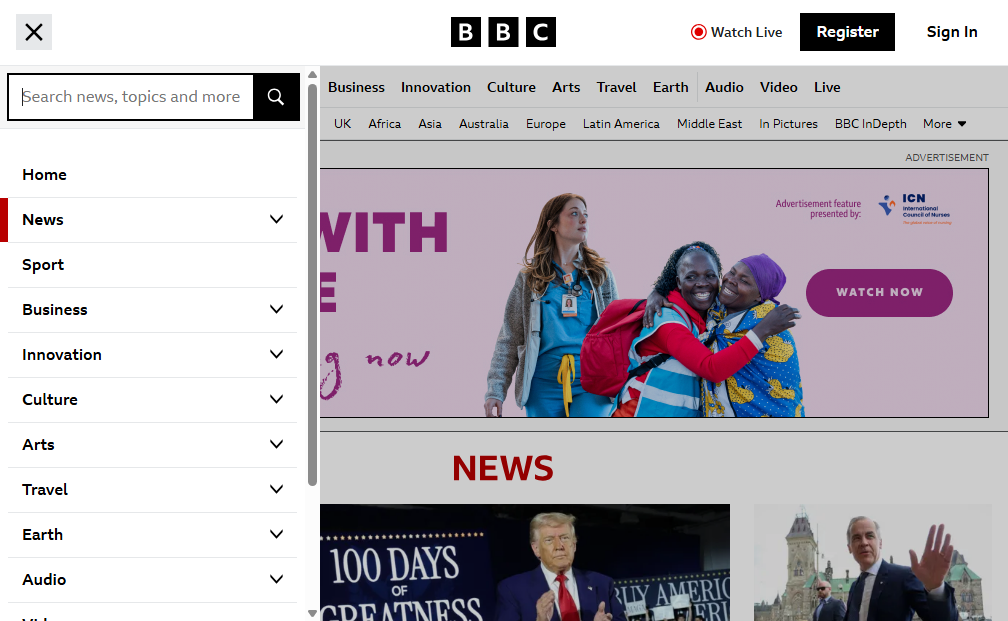 BBC
Watch Live
Register
Sign In
Search news, topics and more
Business Innovation Culture Arts Travel Earth Audio Video Live
UK Africa Asia Australia Europe Latin America Middle East In Pictures BBC InDepth More
Home
News
Sport
Business
Innovation
Culture
Arts
Travel
Earth
Audio
ADVERTISEMENT
WITH
E
now
Advertisement feature
presented by:
ICN
International
Council of Nurses
WATCH NOW
NEWS
100 DAYS
OF
GREATNESS
BUY AMERIC